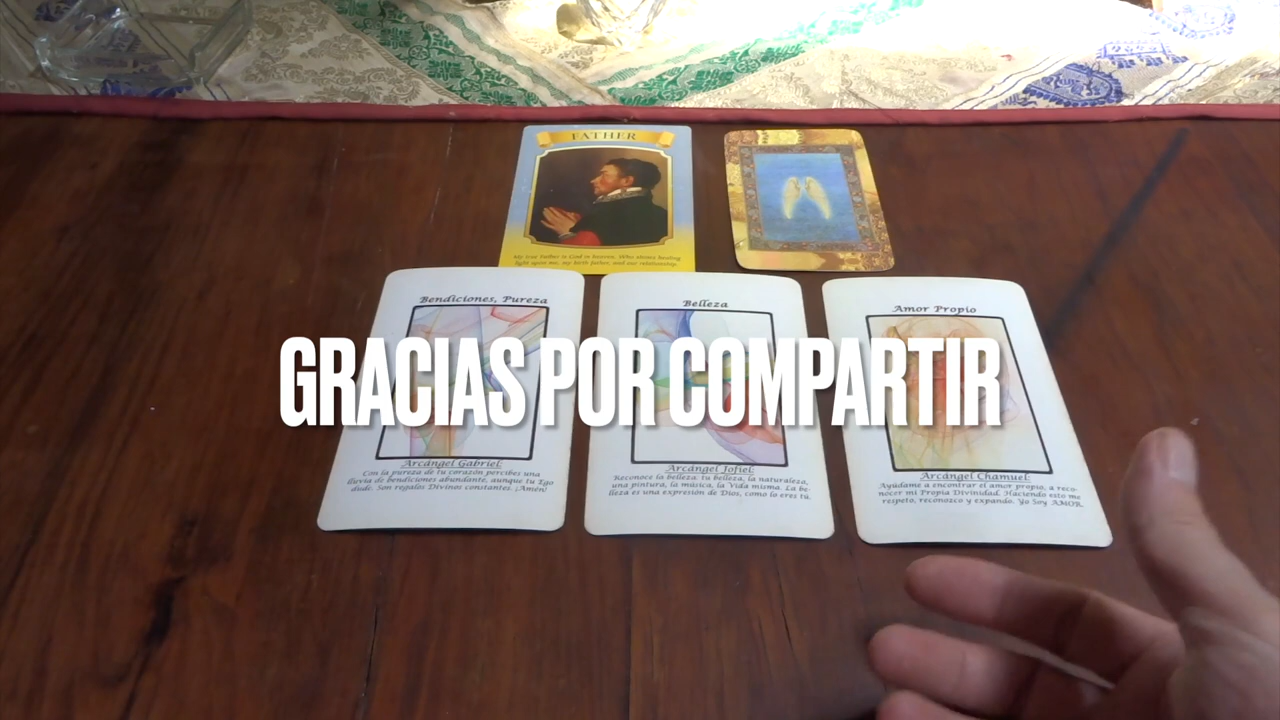 FATHER
My true Father is God in heaven. Who shines healing
light upon me, my birth father, and our relationship.
Bendiciones, Pureza
Arcángel Gabriel:
Con la pureza de tu corazón percibes una
lluvia de bendiciones abundante, aunque tu Ego
dude. Son regalos Divinos constantes. ¡Amén!
Belleza
Arcángel Jofiel:
Reconoce la belleza: tu belleza, la naturaleza,
una pintura, la música, la Vida misma. La be-
lleza es una expresión de Dios, como lo eres tú.
Amor Propio
Arcángel Chamuel:
Ayúdame a encontrar el amor propio, a reco-
nocer mi Propia Divinidad. Haciendo esto me
respeto, reconozco y expando. Yo Soy AMOR.
GRACIAS POR COMPARTIR